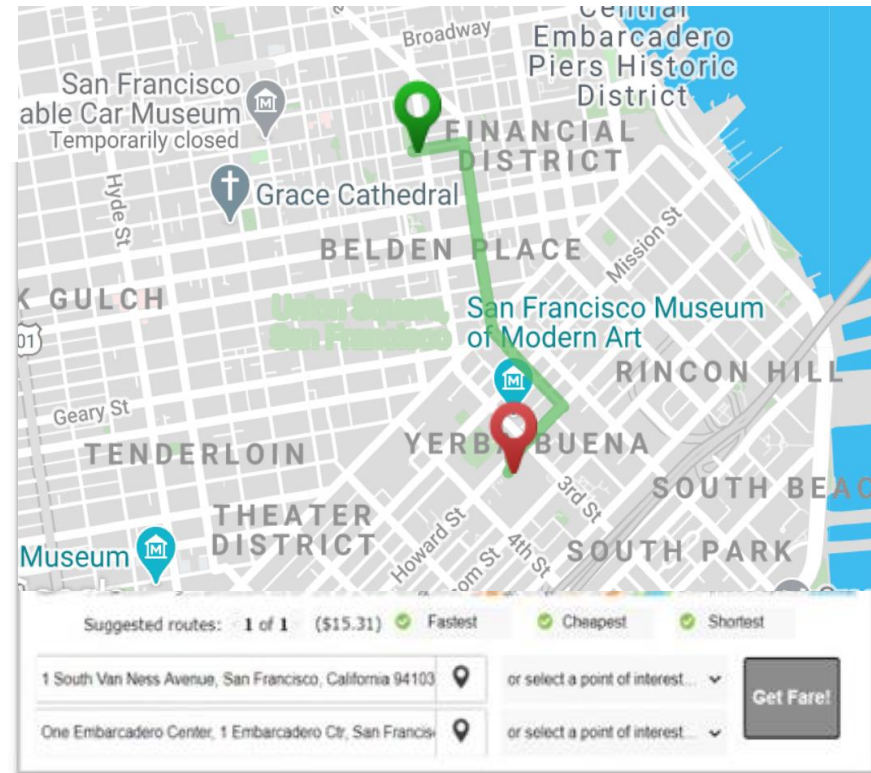 Central
Broadway
Embarcadero
Piers Historic
District
San Francisco
able Car Museum
Temporarily closed
FINANCIAL
DISTRICT
Hyde St
Grace Cathedral
Mission St
BELDEN PLACE
K GULCH
Union Square,
San Francisco
San Francisco Museum
of Modern Art
01
RINCON HILL
Geary St
YERBA BUENA
TENDERLOIN
3rd St
SOUTH BEAC
THEATER
DISTRICT
Howard St
4th St
SOUTH PARK
Museum
om St
Suggested routes: 1 of 1 ($15.31) Fastest Cheapest Shortest
1 South Van Ness Avenue, San Francisco, California 94103 or select a point of interest...
Get Fare!
One Embarcadero Center, 1 Embarcadero Ctr, San Francis or select a point of interest...